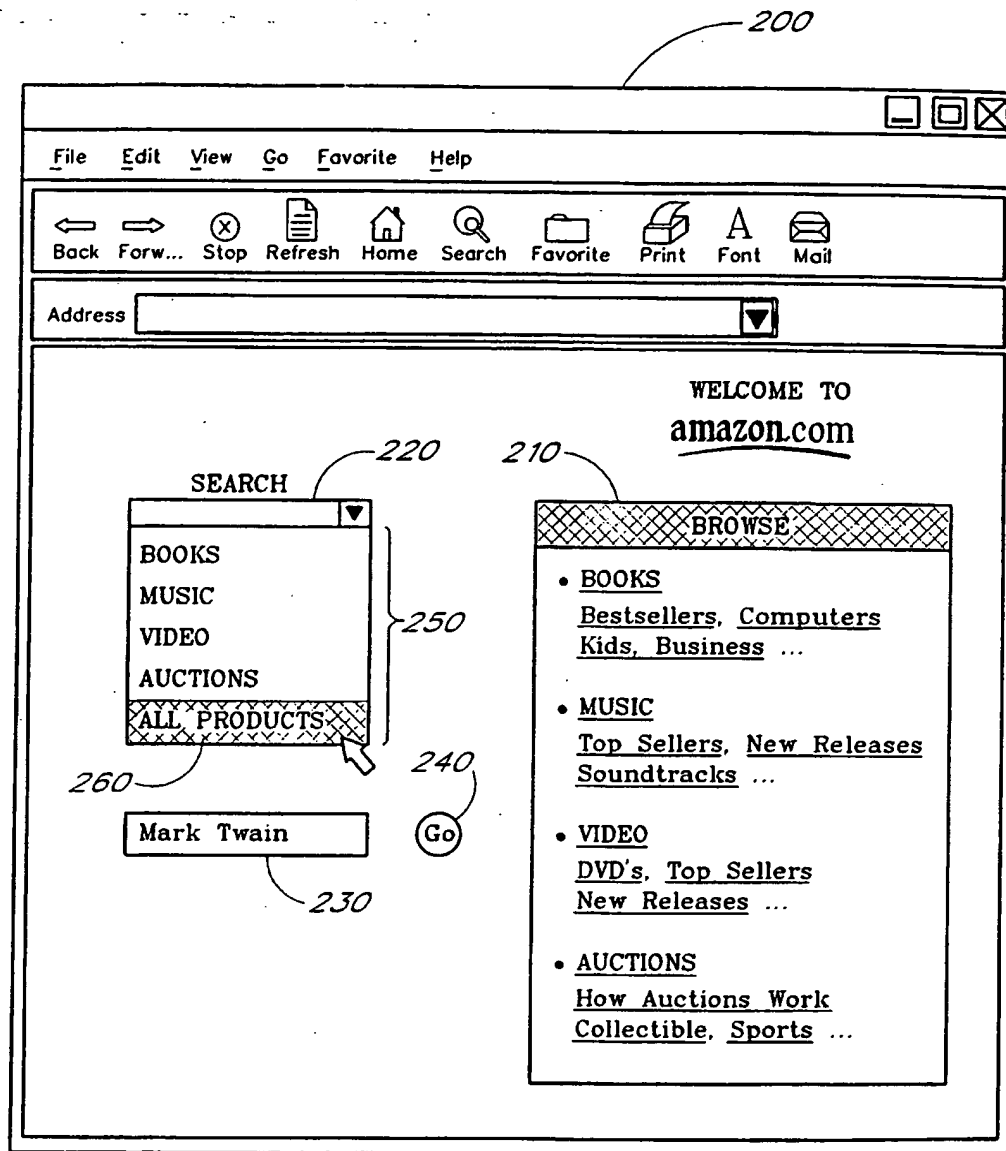 200
File Edit View Go Favorite Help
Back Forw... Stop Refresh Home Search Favorite Print Font Mail
Address
WELCOME TO
amazon.com
220
210
SEARCH
BOOKS
MUSIC
VIDEO
AUCTIONS
ALL PRODUCTS
250
260
240
Mark Twain
Go
230
BROWSE
• BOOKS
Bestsellers, Computers
Kids, Business ...
• MUSIC
Top Sellers, New Releases
Soundtracks ...
• VIDEO
DVD's, Top Sellers
New Releases ...
• AUCTIONS
How Auctions Work
Collectible, Sports ...